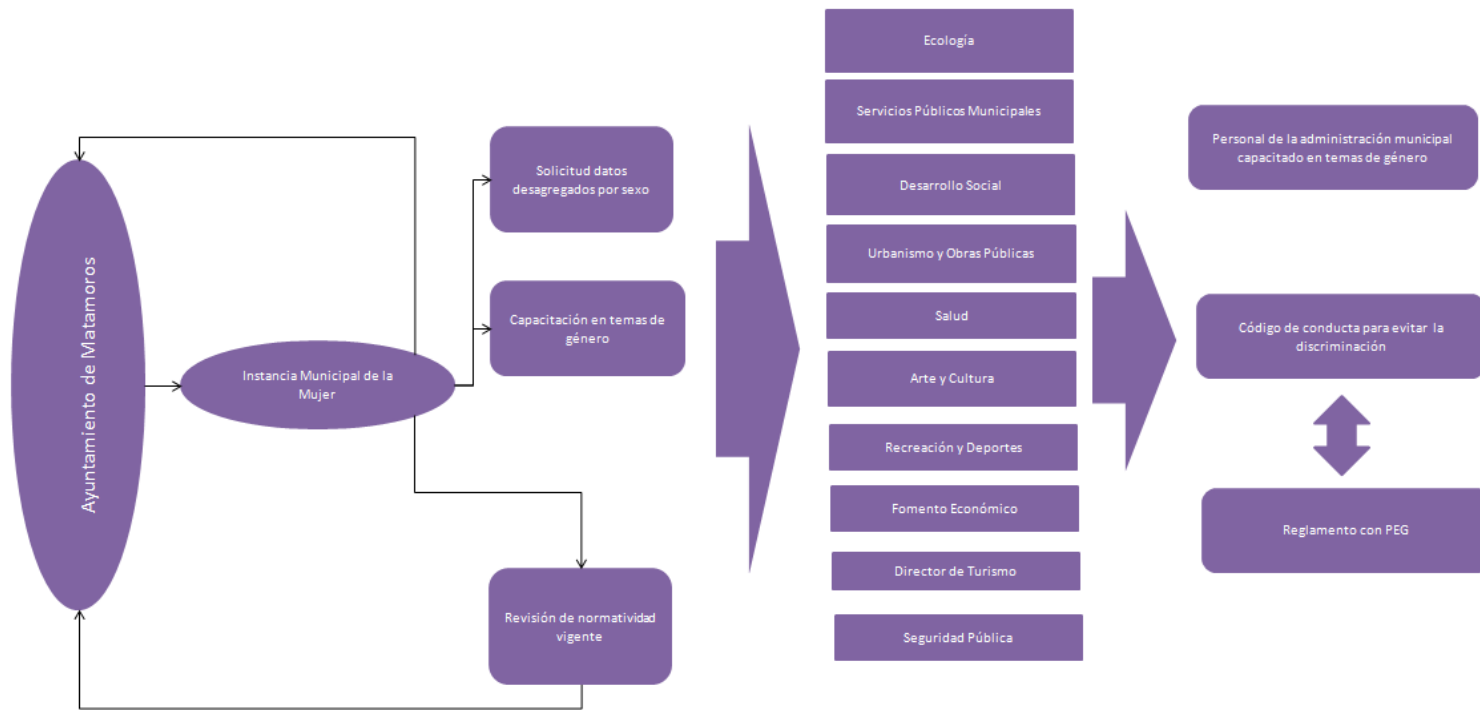 Ayuntamiento de Matamoros
Instancia Municipal de la
Mujer
Solicitud datos
desagregados por sexo
Capacitación en temas de
género
Revisión de normatividad
vigente
Ecología
Servicios Públicos Municipales
Desarrollo Social
Urbanismo y Obras Públicas
Salud
Arte y Cultura
Recreación y Deportes
Fomento Económico
Director de Turismo
Seguridad Pública
Personal de la administración municipal
capacitado en temas de género
Código de conducta para evitar la
discriminación
Reglamento con PEG